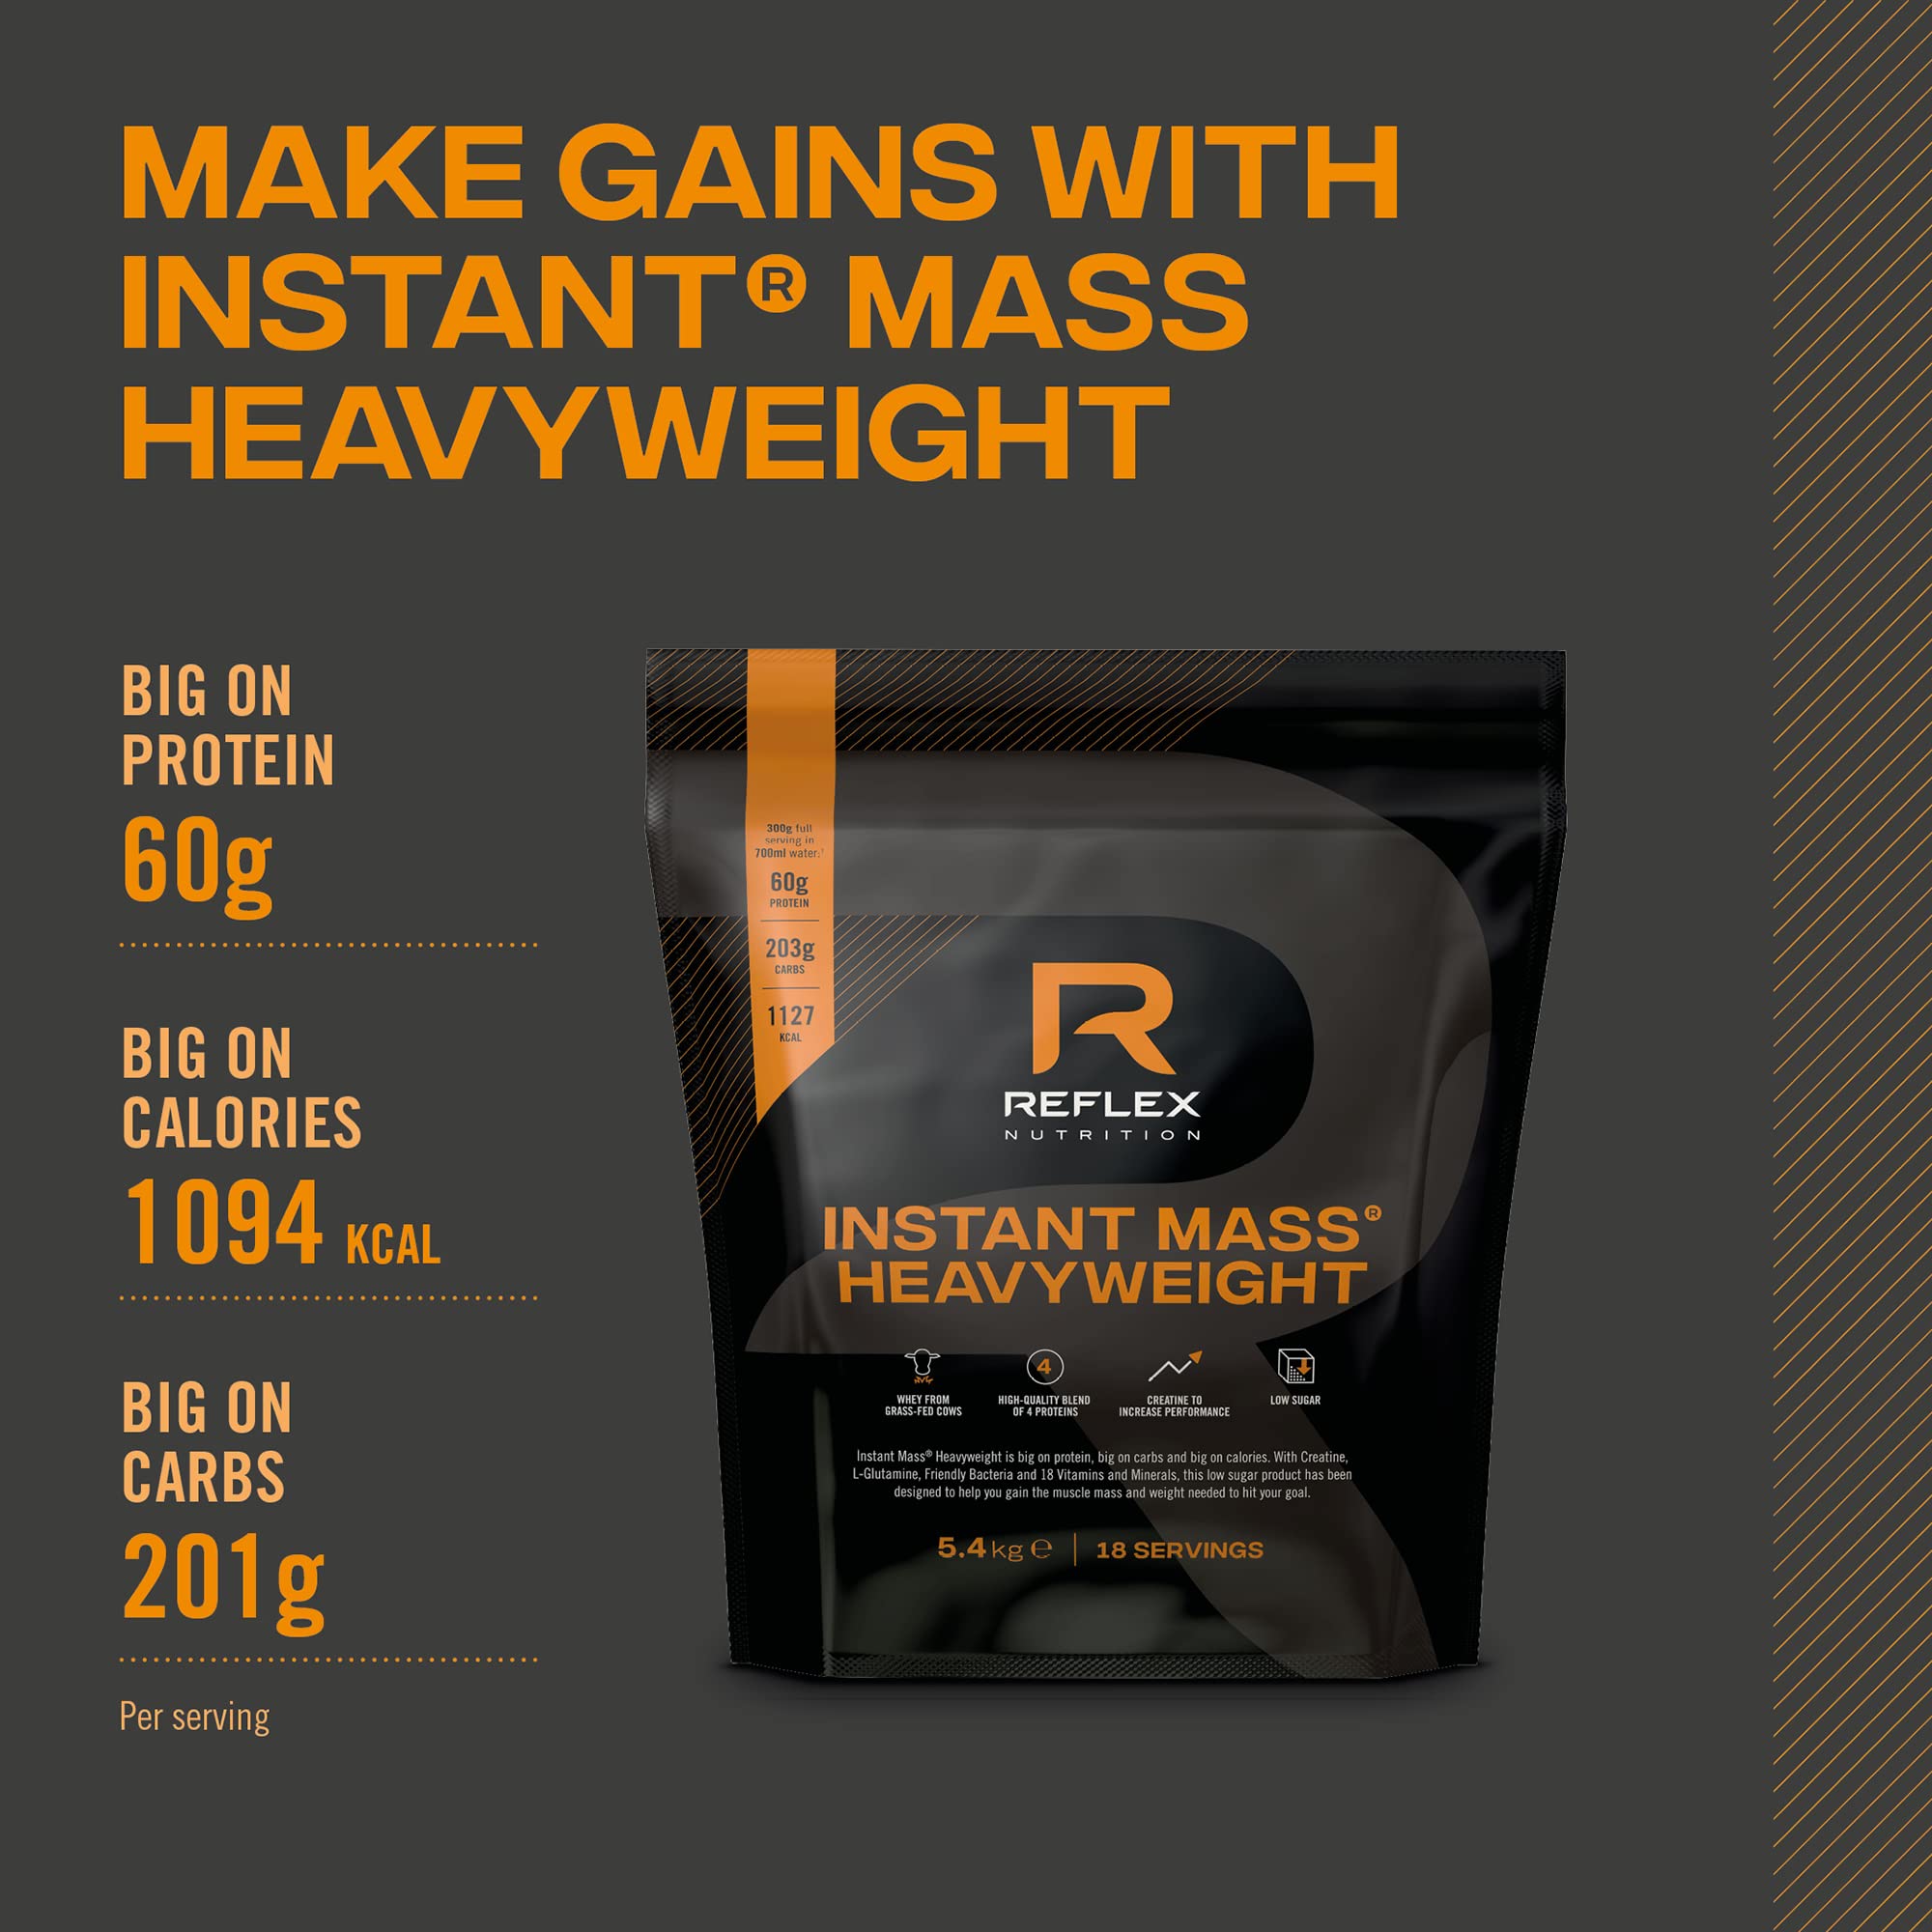 MAKE GAINS WITH
INSTANT® MASS
HEAVYWEIGHT
BIG ON
PROTEIN
60g
BIG ON
CALORIES
1094 KCAL
BIG ON
CARBS
201g
Per serving
300g full
serving in
700ml water:
60g
PROTEIN
203g
CARBS
1127
KCAL
R
REFLEX
NUTRITION
INSTANT MASS®
HEAVYWEIGHT
4
WHEY FROM
GRASS-FED COWS
HIGH-QUALITY BLEND
OF 4 PROTEINS
CREATINE TO
INCREASE PERFORMANCE
LOW SUGAR
Instant Mass® Heavyweight is big on protein, big on carbs and big on calories. With Creatine,
L-Glutamine, Friendly Bacteria and 18 Vitamins and Minerals, this low sugar product has been
designed to help you gain the muscle mass and weight needed to hit your goal.
5.4kg ℮ | 18 SERVINGS